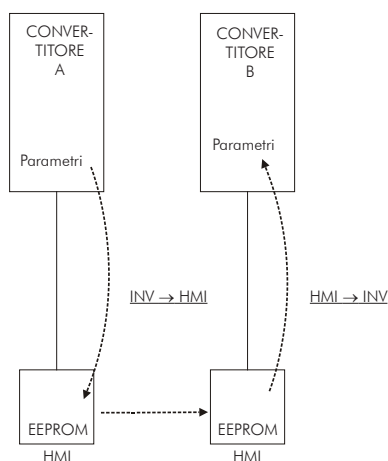 CONVER-
TITORE
A
Parametri
INV → HMI
EEPROM
HMI
CONVER-
TITORE
B
Parametri
HMI → INV
EEPROM
HMI